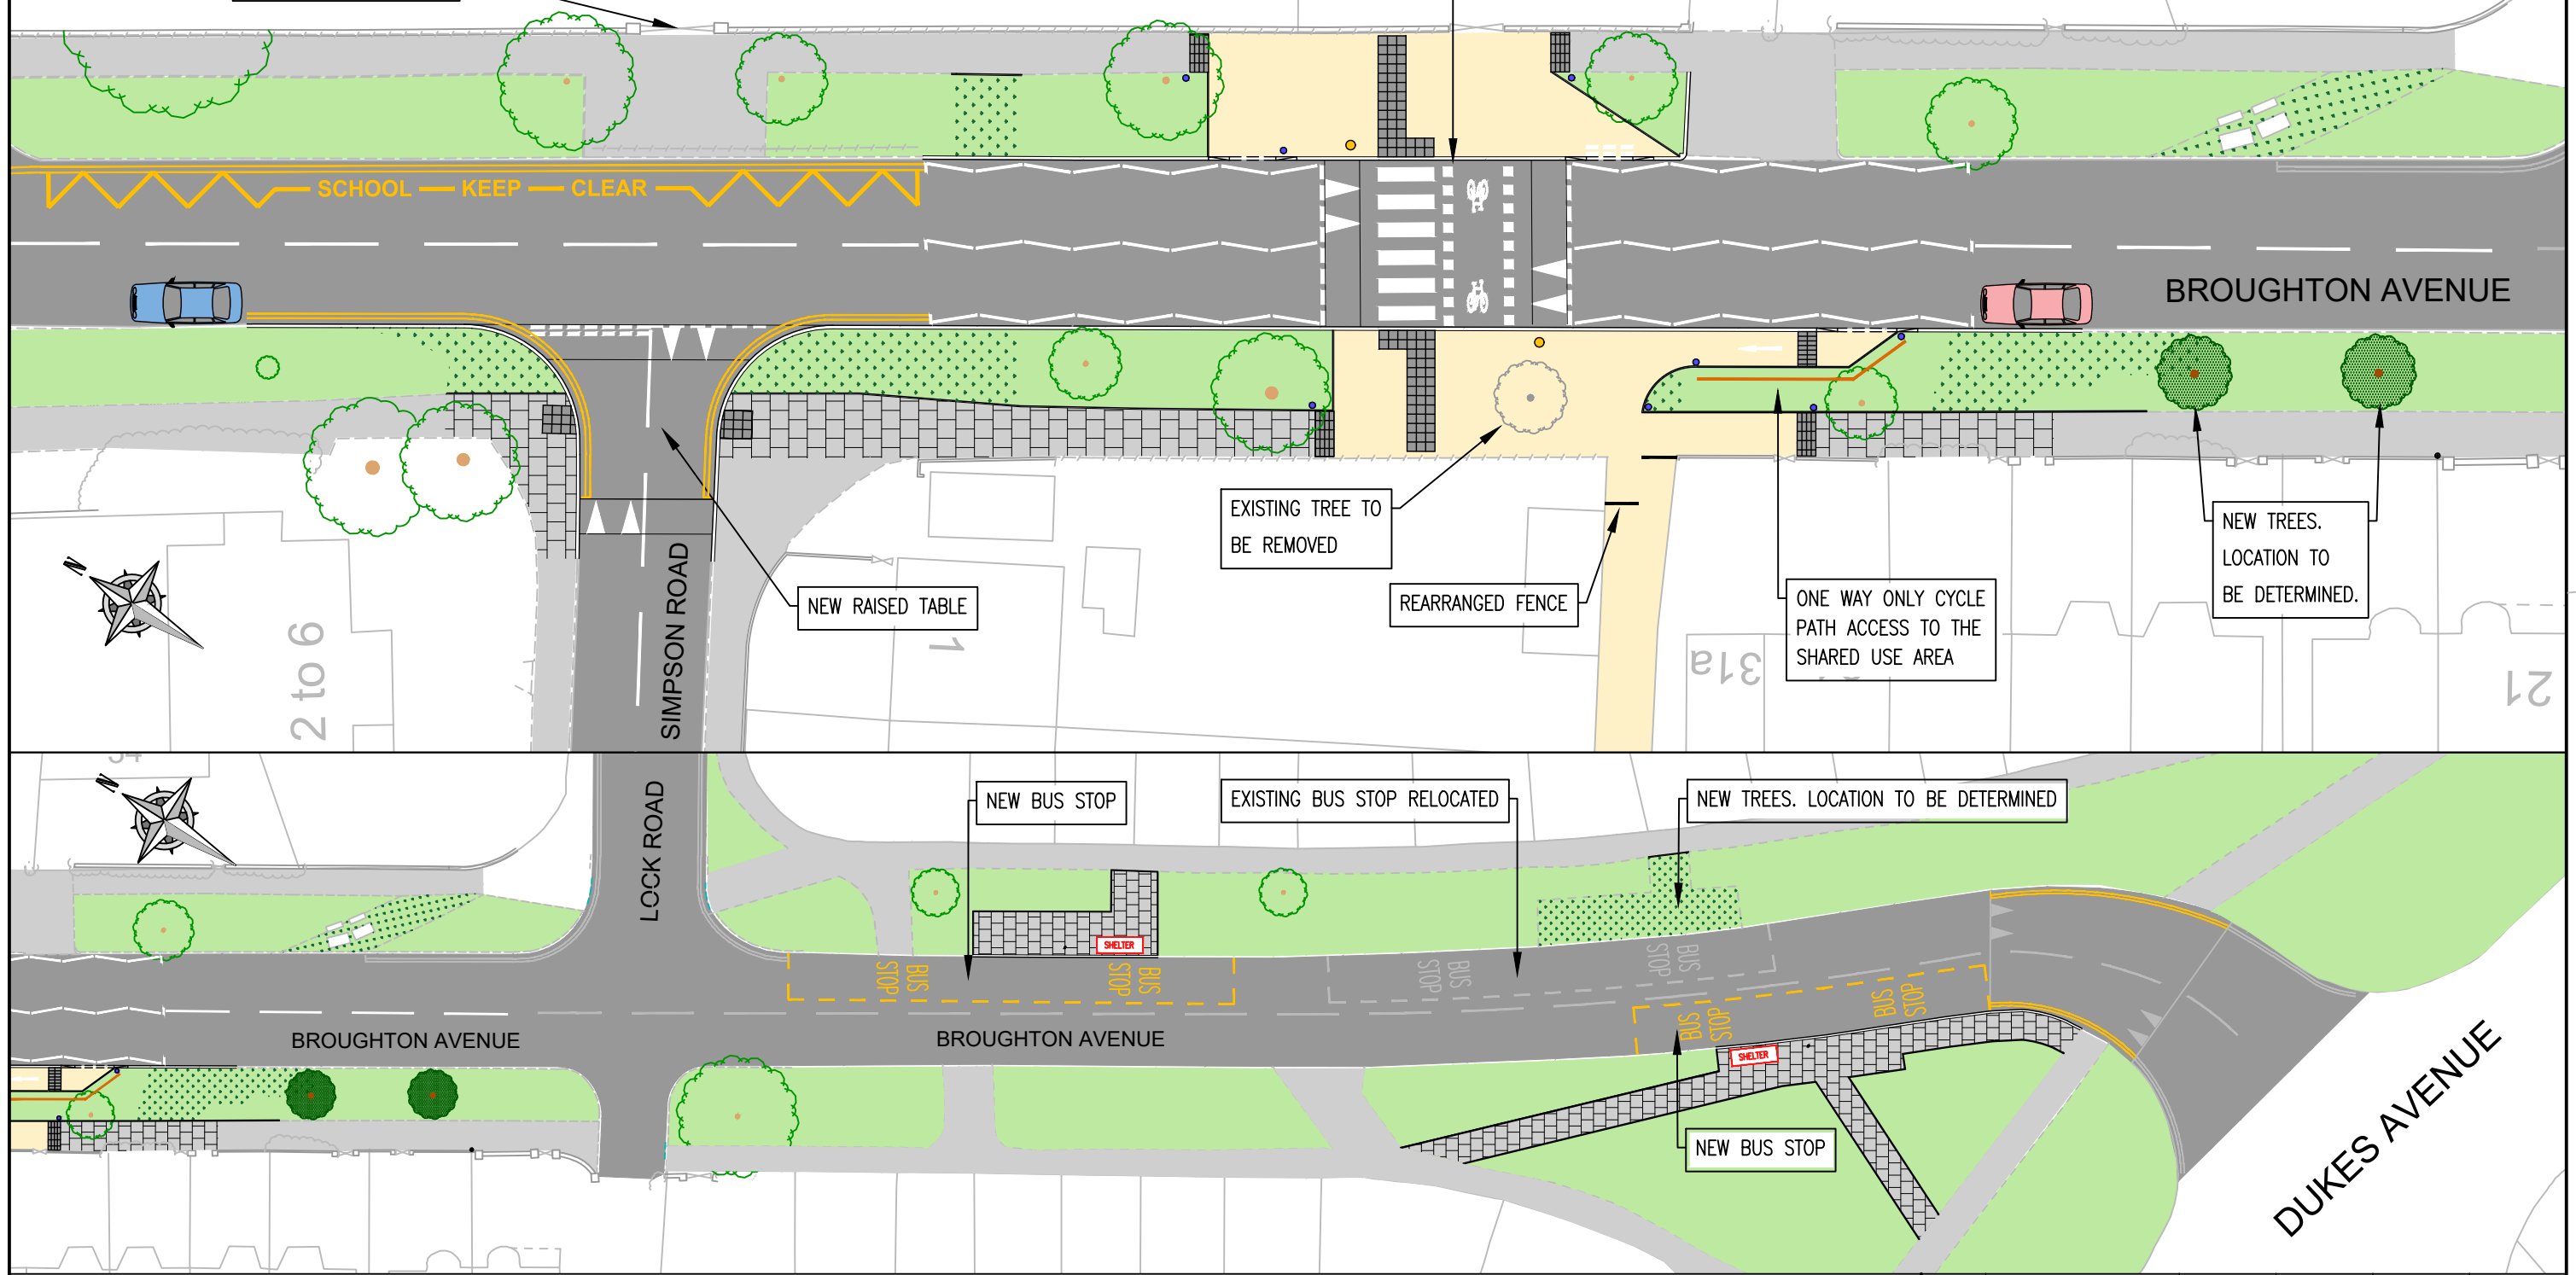 SCHOOL KEEP CLEAR
BROUGHTON AVENUE
EXISTING TREE TO
BE REMOVED
NEW TREES.
LOCATION TO
BE DETERMINED.
N
NEW RAISED TABLE
REARRANGED FENCE
ONE WAY ONLY CYCLE
PATH ACCESS TO THE
SHARED USE AREA
SIMPSON ROAD
2 to 6
1
31a
21
N
LOCK ROAD
NEW BUS STOP
EXISTING BUS STOP RELOCATED
NEW TREES. LOCATION TO BE DETERMINED
SHELTER
BUS
STOP
BUS
STOP
BUS
STOP
BUS
STOP
BUS
STOP
BUS
STOP
BROUGHTON AVENUE
BROUGHTON AVENUE
SHELTER
NEW BUS STOP
DUKES AVENUE